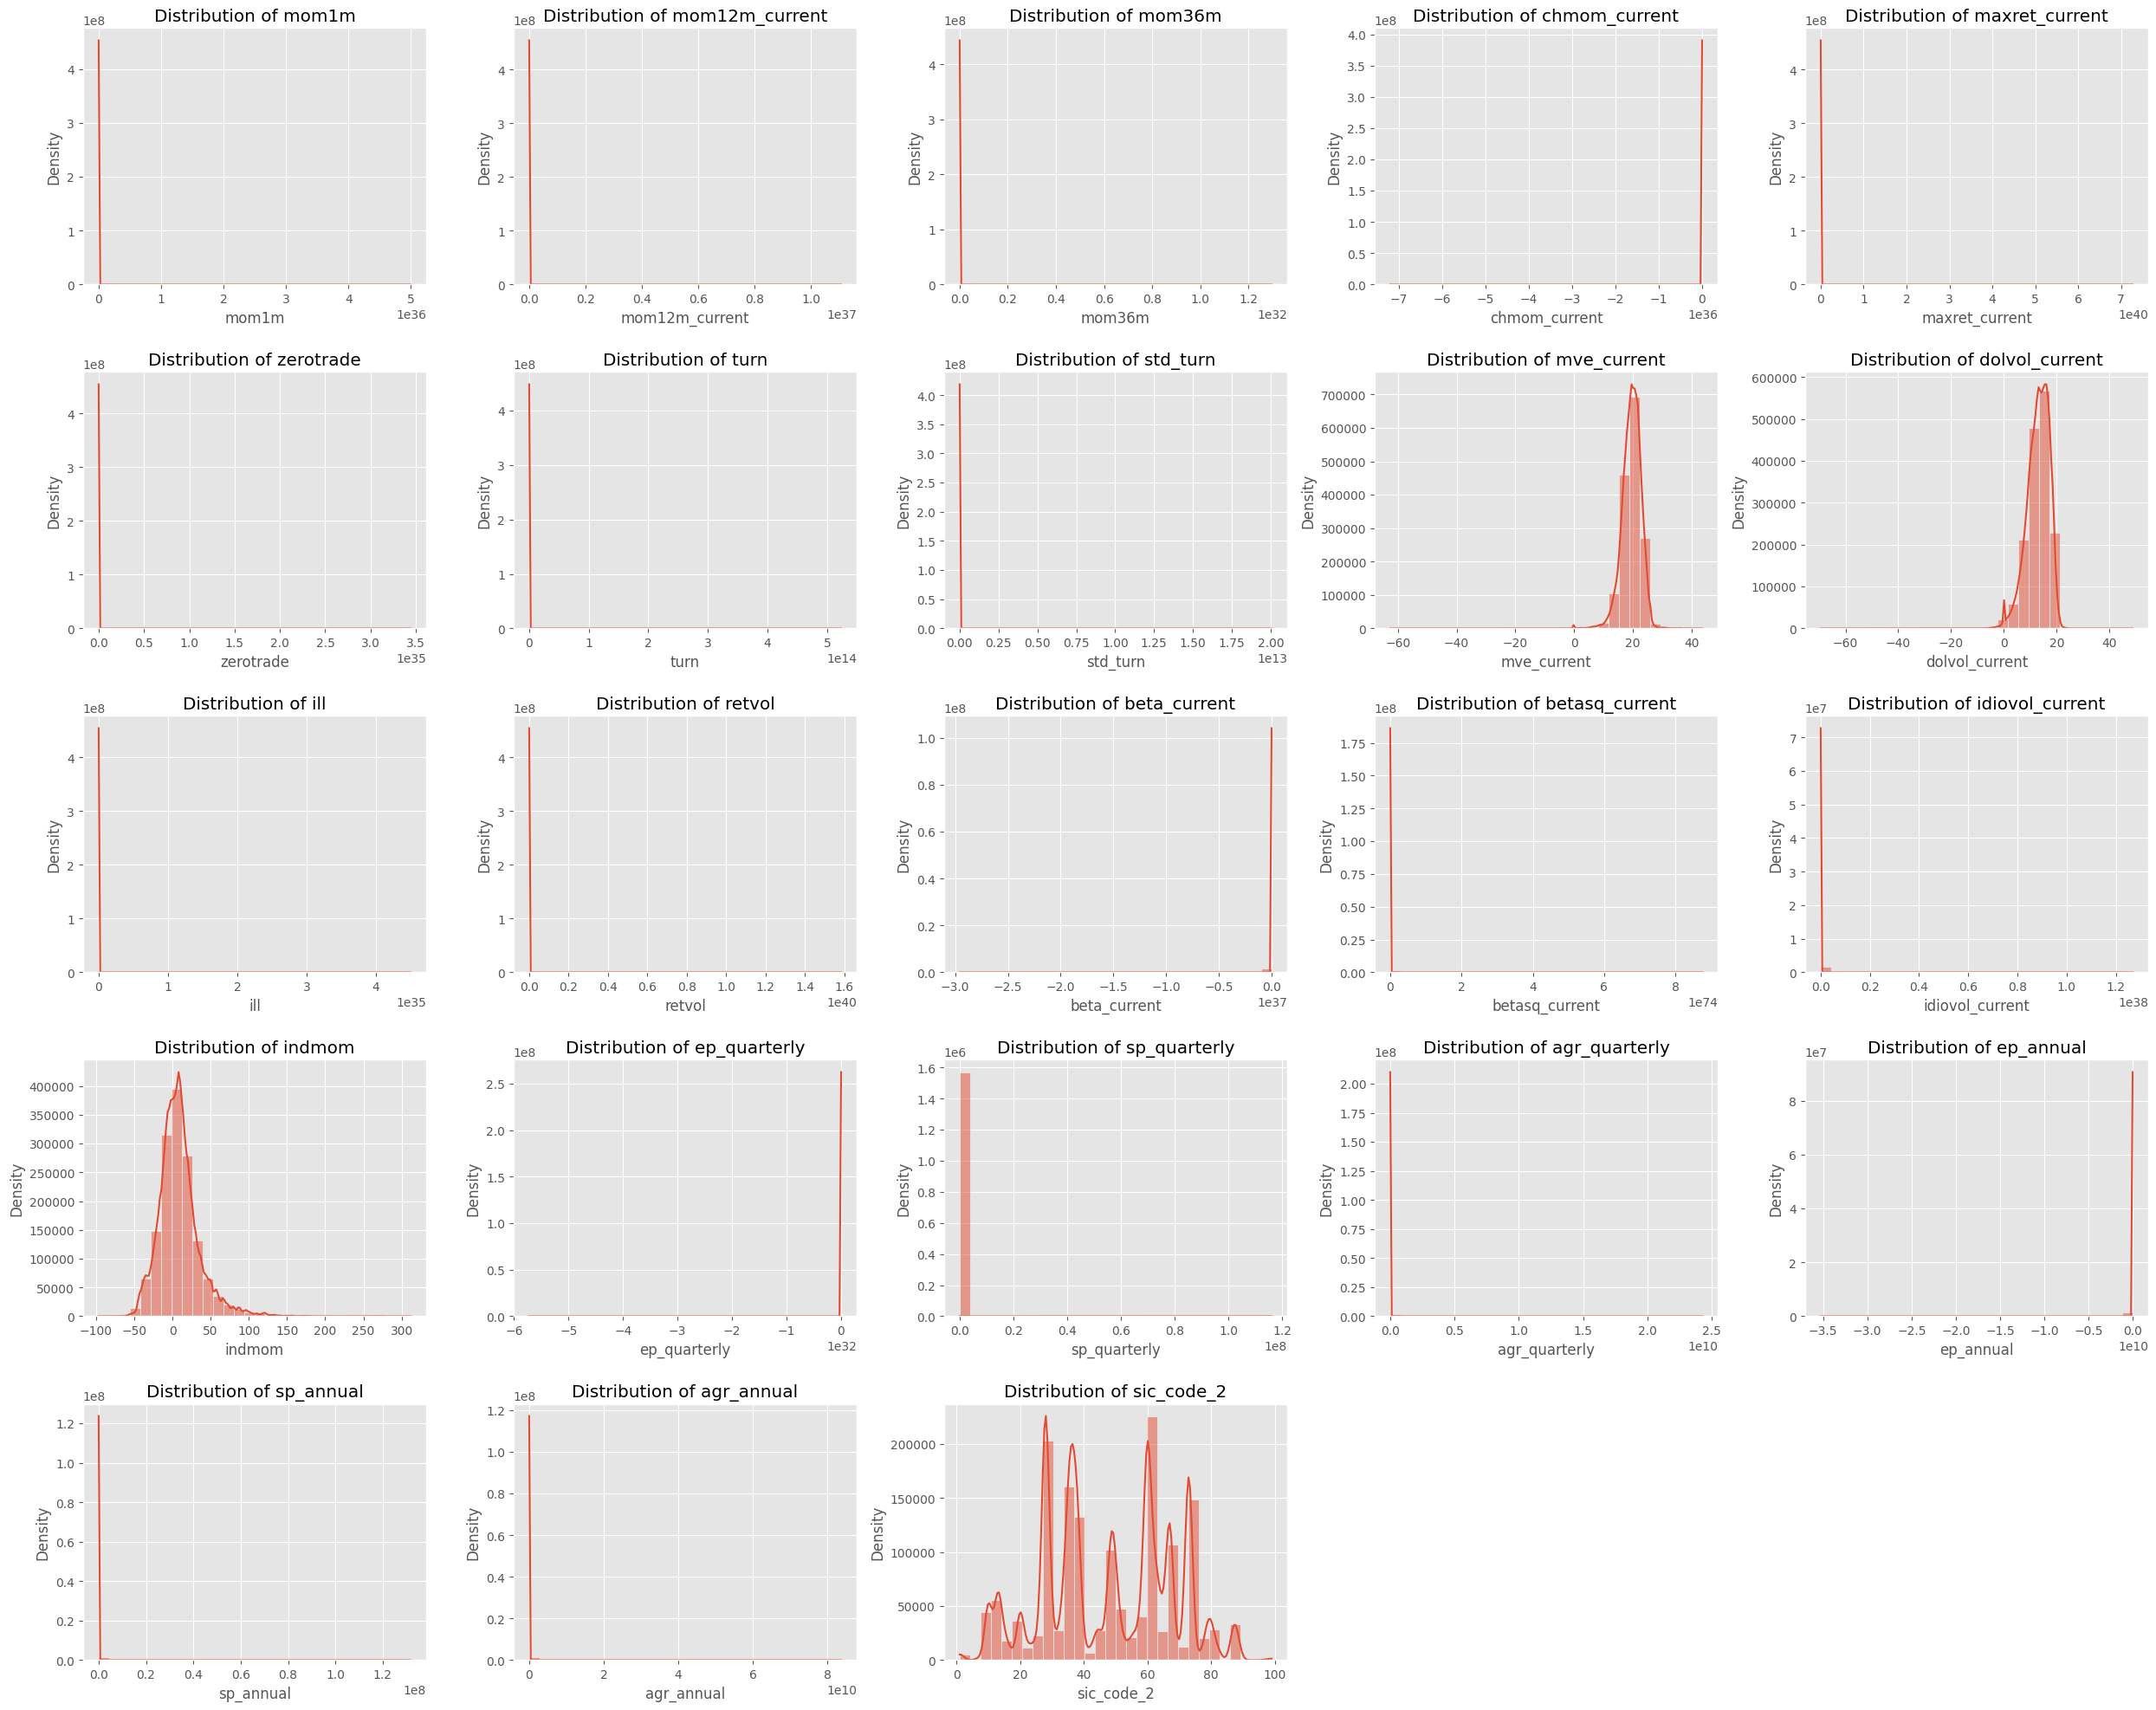 Distribution of mom1m
Distribution of mom12m_current
Distribution of mom36m
Distribution of chmom_current
Distribution of maxret_current
1e8
1e8
1e8
1e8
1e8
Density
4
3
2
1
0
0 1 2 3 4 5
mom1m
1e36
Density
4
3
2
1
0
0.0 0.2 0.4 0.6 0.8 1.0
mom12m_current
1e37
Density
4
3
2
1
0
0.0 0.2 0.4 0.6 0.8 1.0 1.2
mom36m
1e32
Density
4.0
3.5
3.0
2.5
2.0
1.5
1.0
0.5
0.0
−7 −6 −5 −4 −3 −2 −1 0
chmom_current
1e36
Density
4
3
2
1
0
0 1 2 3 4 5 6 7
maxret_current
1e40
Distribution of zerotrade
1e8
Density
4
3
2
1
0
0.0 0.5 1.0 1.5 2.0 2.5 3.0 3.5
zerotrade
1e35
Distribution of turn
1e8
Density
4
3
2
1
0
0 1 2 3 4 5
turn
1e14
Distribution of std_turn
1e8
Density
4.0
3.5
3.0
2.5
2.0
1.5
1.0
0.5
0.0
0.00 0.25 0.50 0.75 1.00 1.25 1.50 1.75 2.00
std_turn
1e13
Distribution of mve_current
Density
700000
600000
500000
400000
300000
200000
100000
0
−60 −40 −20 0 20 40
mve_current
Distribution of dolvol_current
Density
600000
500000
400000
300000
200000
100000
0
−60 −40 −20 0 20 40
dolvol_current
Distribution of ill
1e8
Density
4
3
2
1
0
0 1 2 3 4
ill
1e35
Distribution of retvol
1e8
Density
4
3
2
1
0
0.0 0.2 0.4 0.6 0.8 1.0 1.2 1.4 1.6
retvol
1e40
Distribution of beta_current
1e8
Density
1.0
0.8
0.6
0.4
0.2
0.0
−3.0 −2.5 −2.0 −1.5 −1.0 −0.5 0.0
beta_current
1e37
Distribution of betasq_current
1e8
Density
1.75
1.50
1.25
1.00
0.75
0.50
0.25
0.00
0 2 4 6 8
betasq_current
1e74
Distribution of idiovol_current
1e7
Density
7
6
5
4
3
2
1
0
0.0 0.2 0.4 0.6 0.8 1.0 1.2
idiovol_current
1e38
Distribution of indmom
Density
400000
350000
300000
250000
200000
150000
100000
50000
0
−100 −50 0 50 100 150 200 250 300
indmom
Distribution of ep_quarterly
1e8
Density
2.5
2.0
1.5
1.0
0.5
0.0
−6 −5 −4 −3 −2 −1 0
ep_quarterly
1e32
Distribution of sp_quarterly
1e6
Density
1.6
1.4
1.2
1.0
0.8
0.6
0.4
0.2
0.0
0.0 0.2 0.4 0.6 0.8 1.0 1.2
sp_quarterly
1e8
Distribution of agr_quarterly
1e8
Density
2.00
1.75
1.50
1.25
1.00
0.75
0.50
0.25
0.00
0.0 0.5 1.0 1.5 2.0 2.5
agr_quarterly
1e10
Distribution of ep_annual
1e7
Density
8
6
4
2
0
−3.5 −3.0 −2.5 −2.0 −1.5 −1.0 −0.5 0.0
ep_annual
1e10
Distribution of sp_annual
1e8
Density
1.2
1.0
0.8
0.6
0.4
0.2
0.0
0.0 0.2 0.4 0.6 0.8 1.0 1.2
sp_annual
1e8
Distribution of agr_annual
1e8
Density
1.2
1.0
0.8
0.6
0.4
0.2
0.0
0 2 4 6 8
agr_annual
1e10
Distribution of sic_code_2
Density
200000
150000
100000
50000
0
0 20 40 60 80 100
sic_code_2